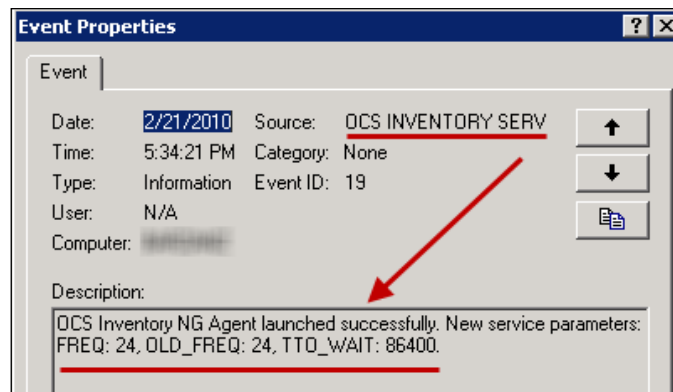 Event Properties
Event
Date: 2/21/2010 Source: OCS INVENTORY SERV
Time: 5:34:21 PM Category: None
Type: Information Event ID: 19
User: N/A
Computer:
Description:
OCS Inventory NG Agent launched successfully. New service parameters:
FREQ: 24, OLD_FREQ: 24, TTO_WAIT: 86400.